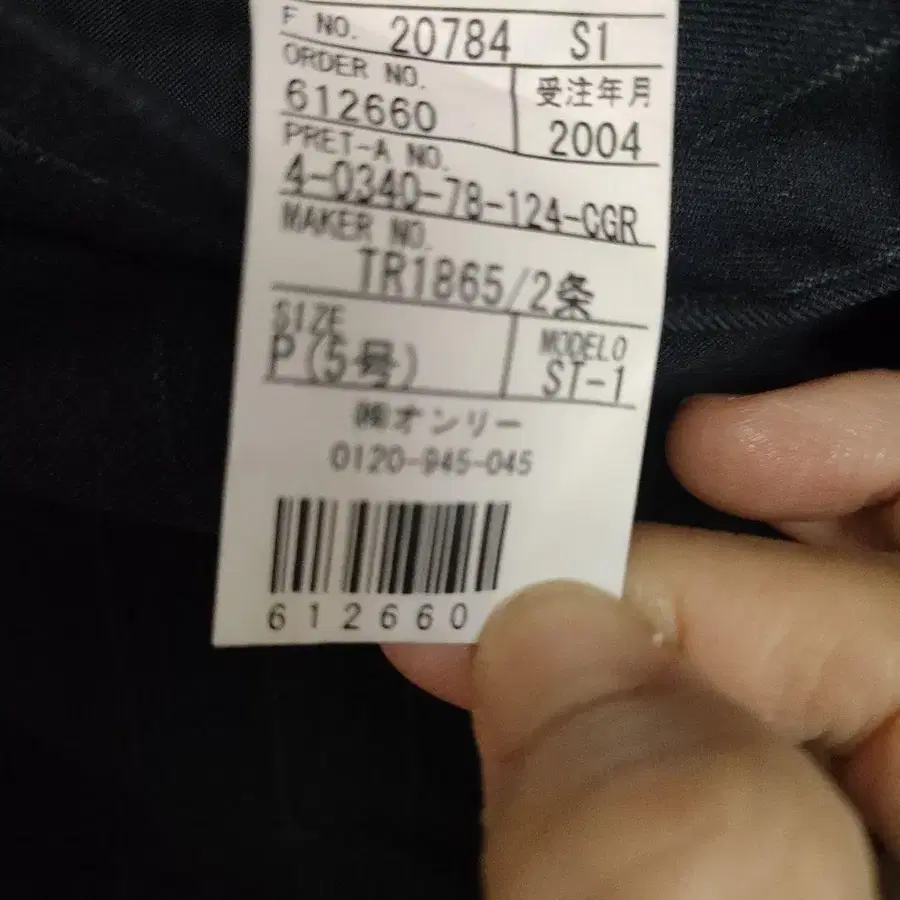 F NO. 20784 S1
ORDER NO.
612660
受注年月
2004
PRET-A NO.
4-0340-78-124-CGR
MAKER NO.
TR1865/2条
SIZE
P(5号)
MODELO
ST-1
㈱オンリー
0120-945-045
612660